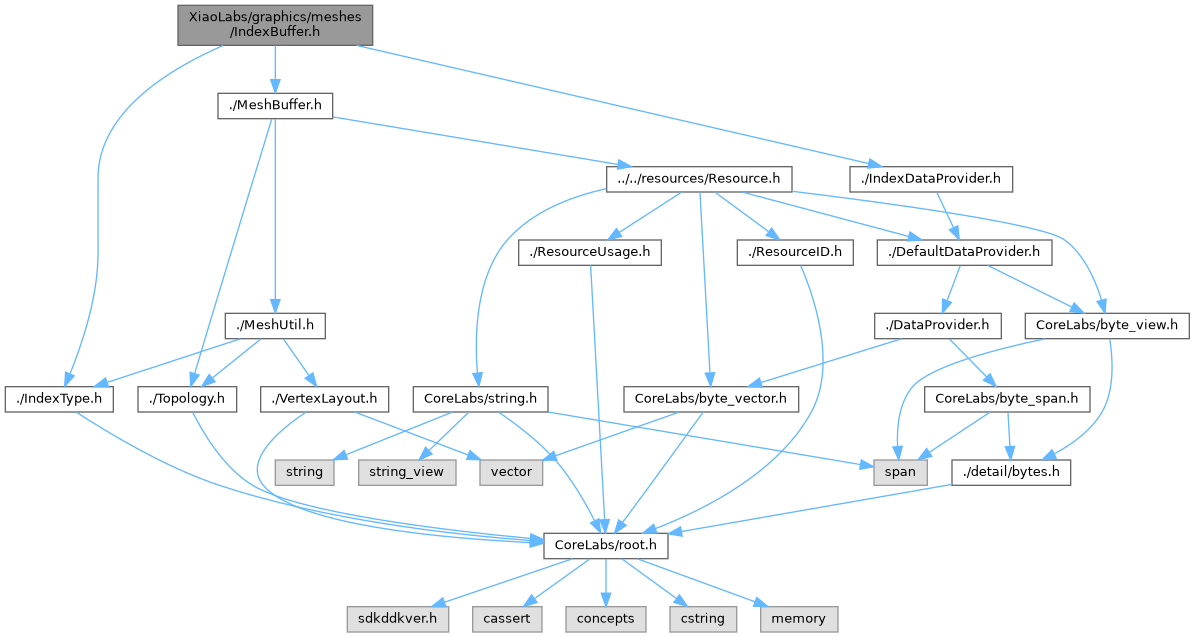 XiaoLabs/graphics/meshes
/IndexBuffer.h
./MeshBuffer.h
../../resources/Resource.h
./IndexDataProvider.h
./ResourceUsage.h
./ResourceID.h
./DefaultDataProvider.h
./MeshUtil.h
./DataProvider.h
CoreLabs/byte_view.h
./IndexType.h
./Topology.h
./VertexLayout.h
CoreLabs/string.h
CoreLabs/byte_vector.h
CoreLabs/byte_span.h
string
string_view
vector
span
./detail/bytes.h
CoreLabs/root.h
sdkddkver.h
cassert
concepts
cstring
memory